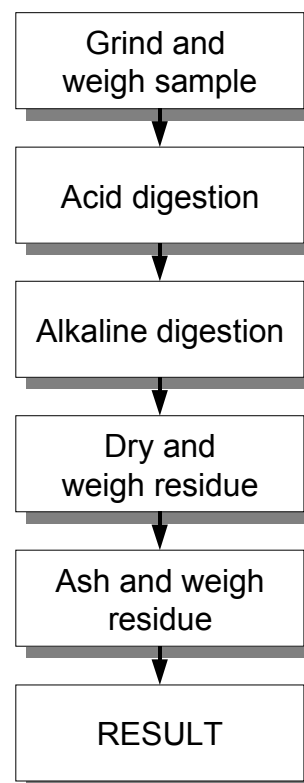 Grind and
weigh sample
Acid digestion
Alkaline digestion
Dry and
weigh residue
Ash and weigh
residue
RESULT